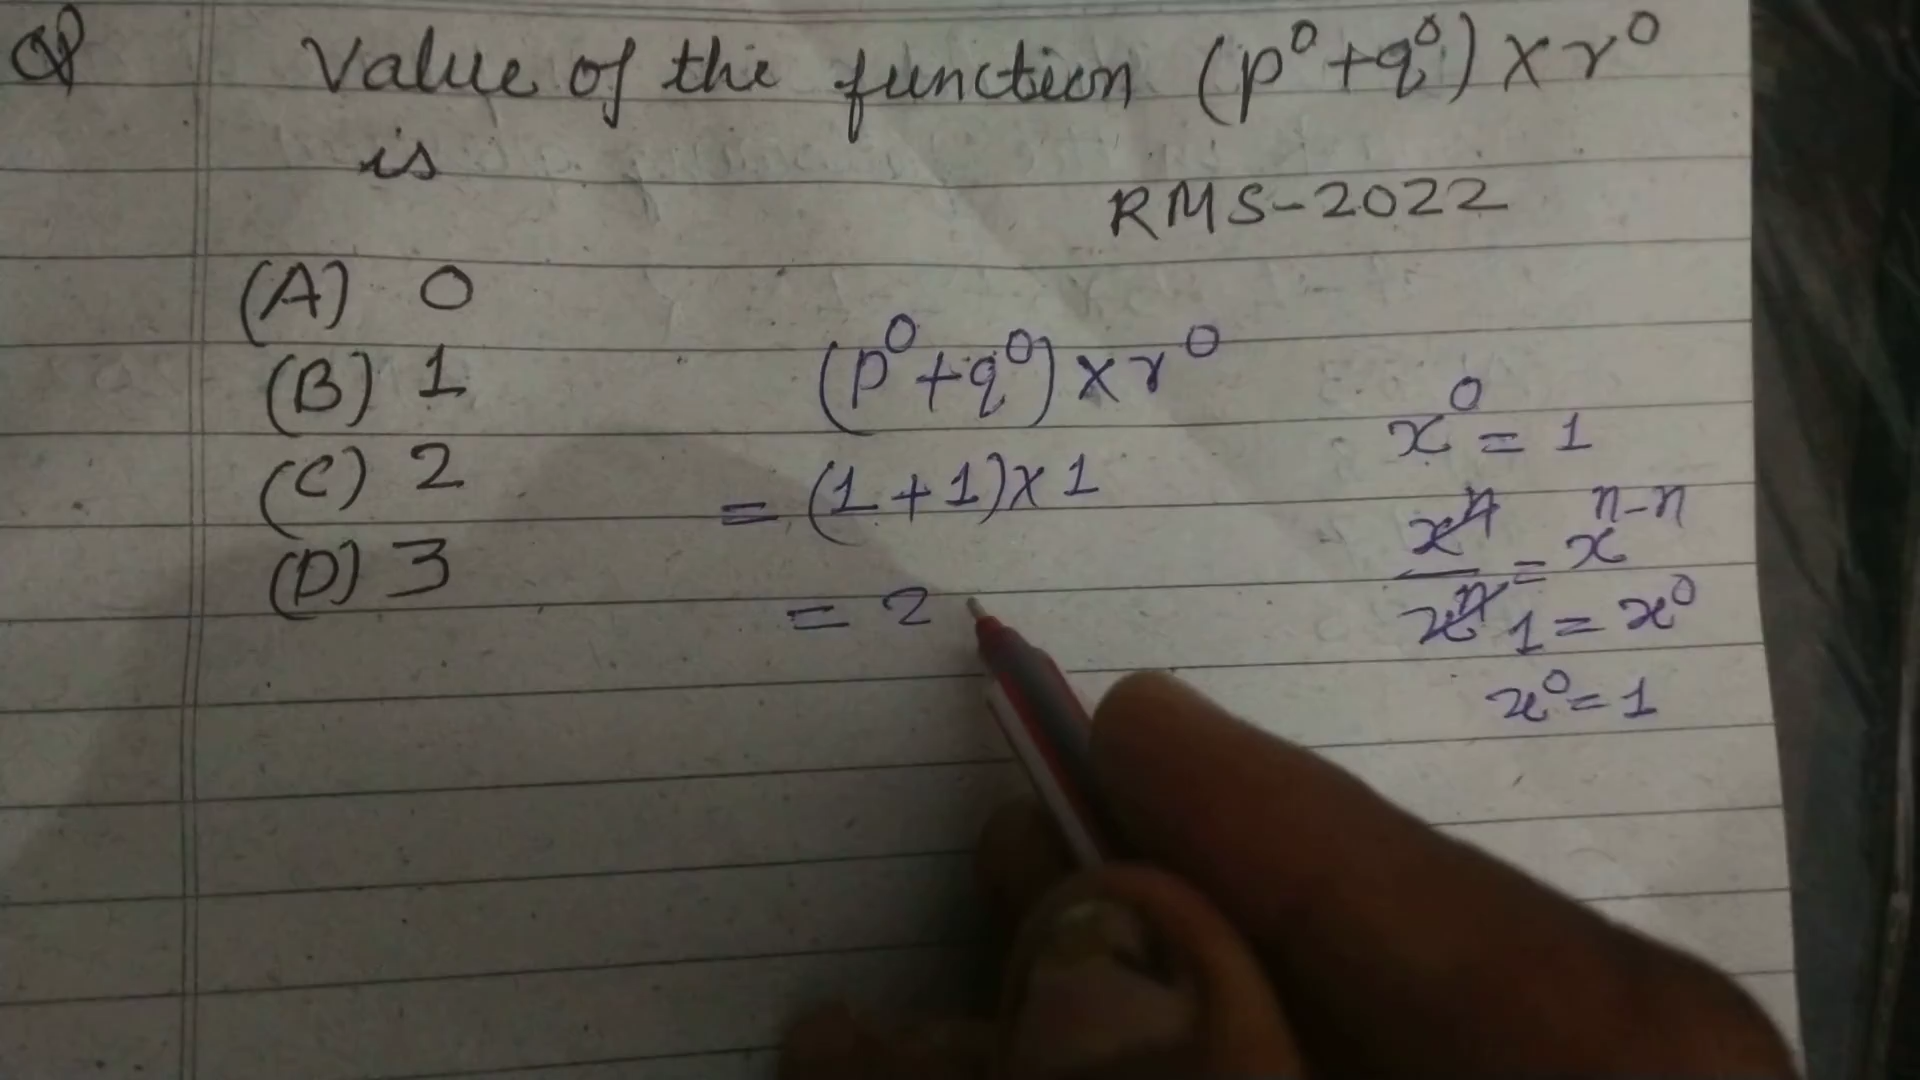 Q Value of the function (p⁰+q⁰)×r⁰
is
RMS-2022
(A) 0
(B) 1
(C) 2
(D) 3
(p⁰+q⁰)×r⁰
= (1+1)×1
= 2
x⁰ = 1
xⁿ/xⁿ = xⁿ⁻ⁿ
1 = x⁰
x⁰ = 1